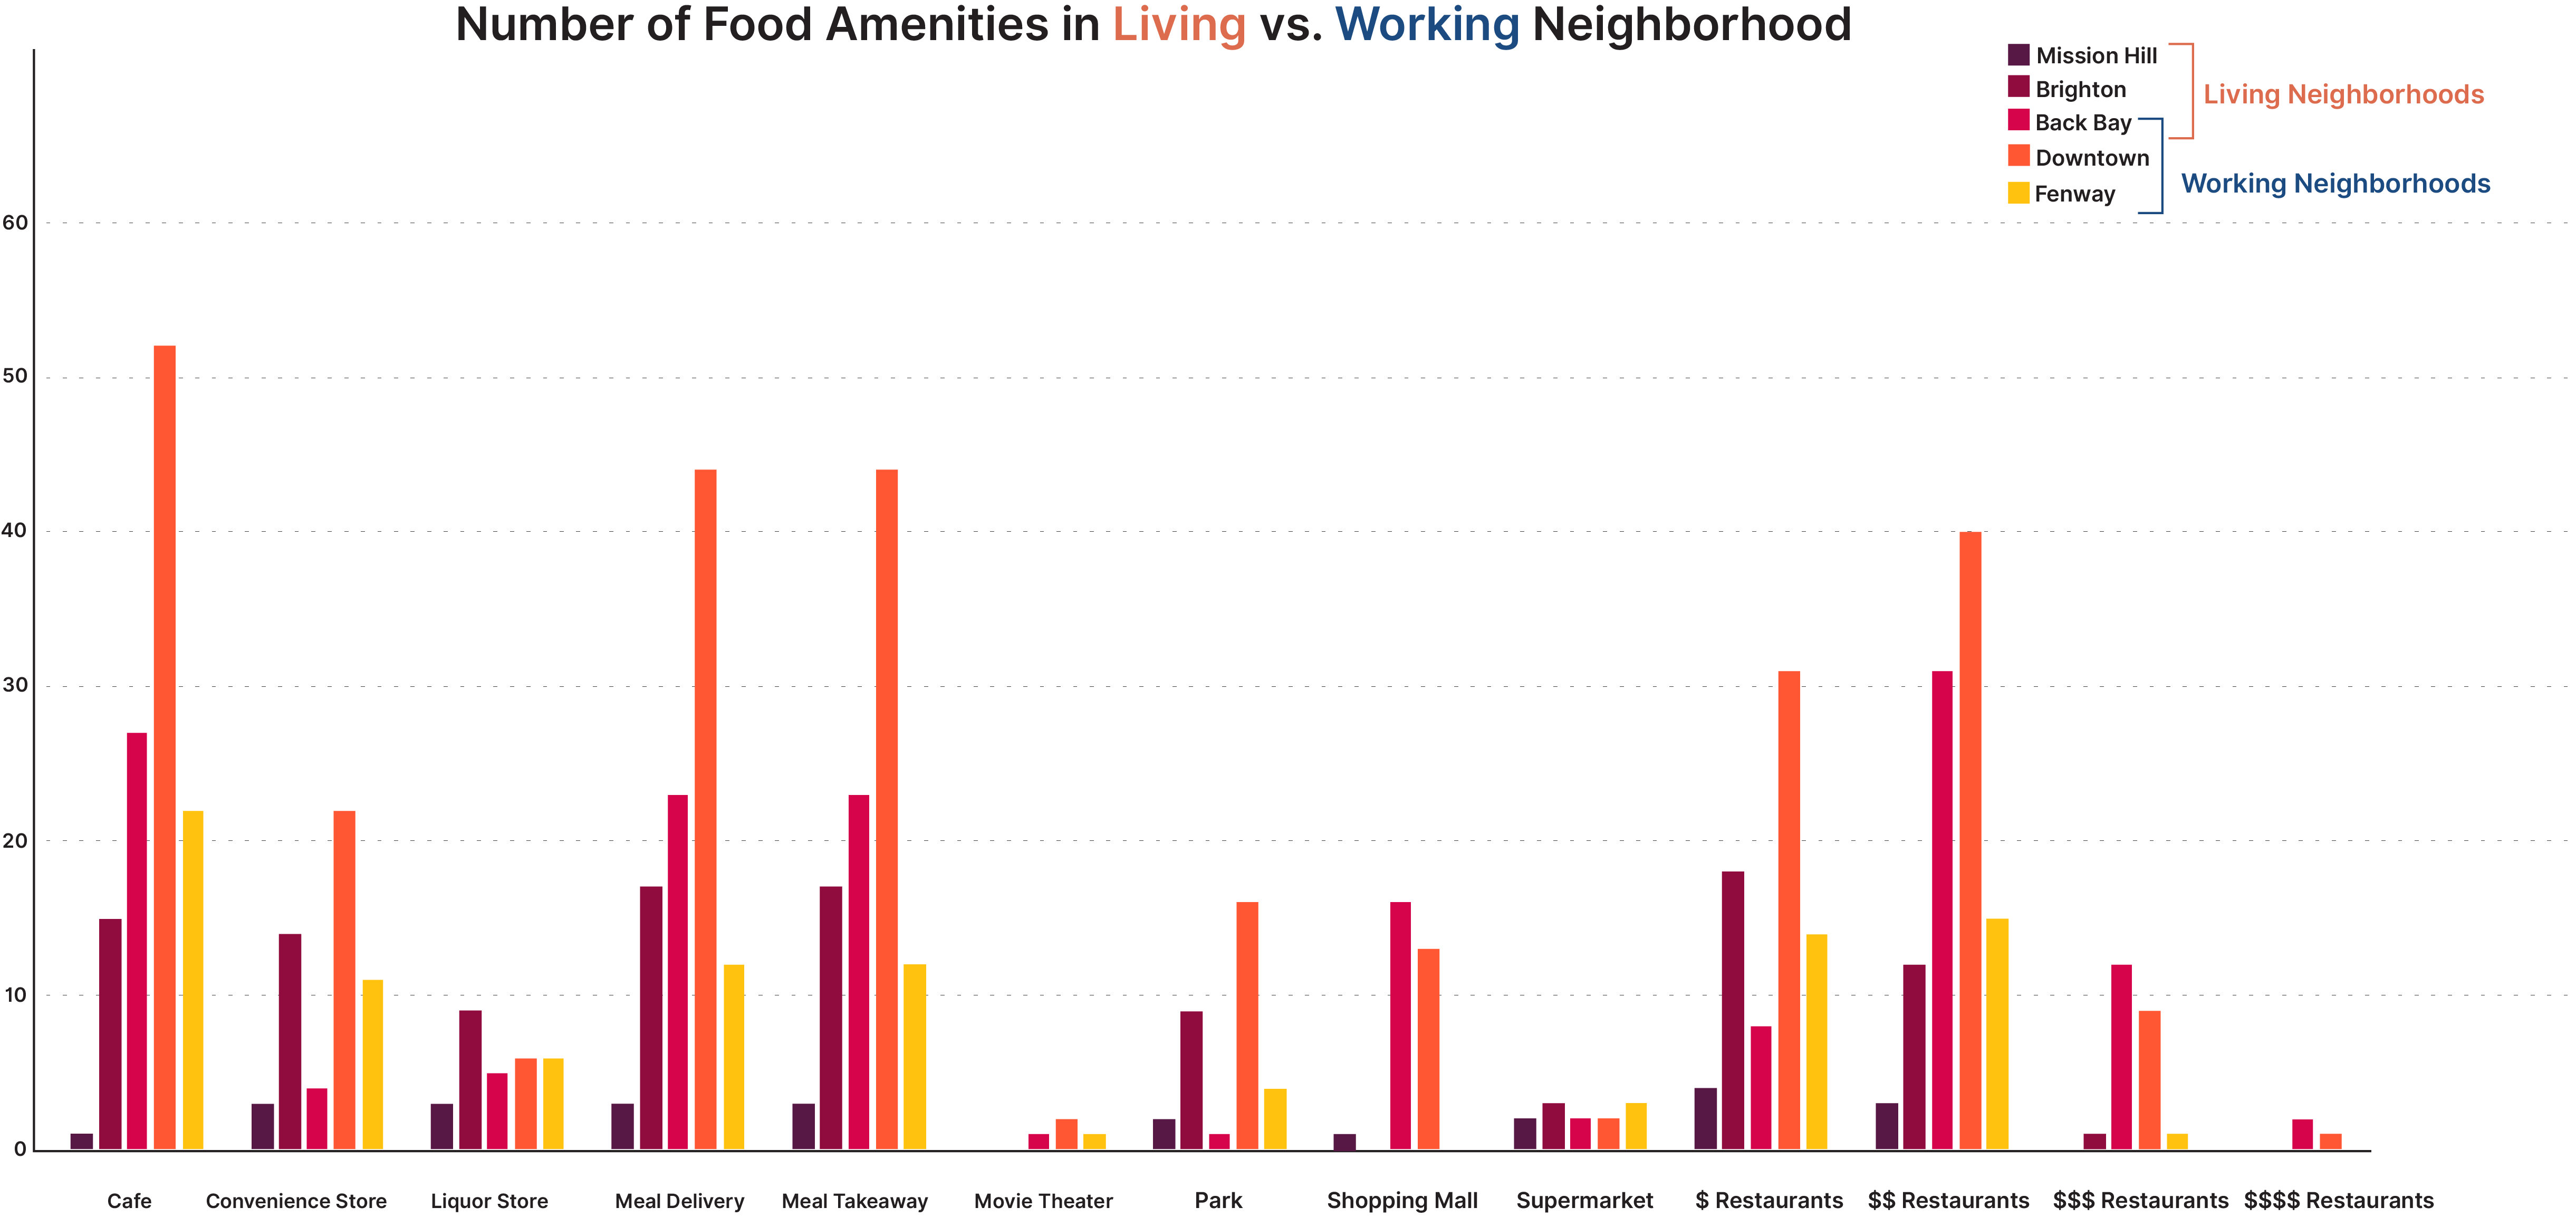 Number of Food Amenities in Living vs. Working Neighborhood
Mission Hill
Brighton
Back Bay
Downtown
Fenway
Living Neighborhoods
Working Neighborhoods
60
50
40
30
20
10
0
Cafe
Convenience Store
Liquor Store
Meal Delivery
Meal Takeaway
Movie Theater
Park
Shopping Mall
Supermarket
$ Restaurants
$$ Restaurants
$$$ Restaurants
$$$$ Restaurants